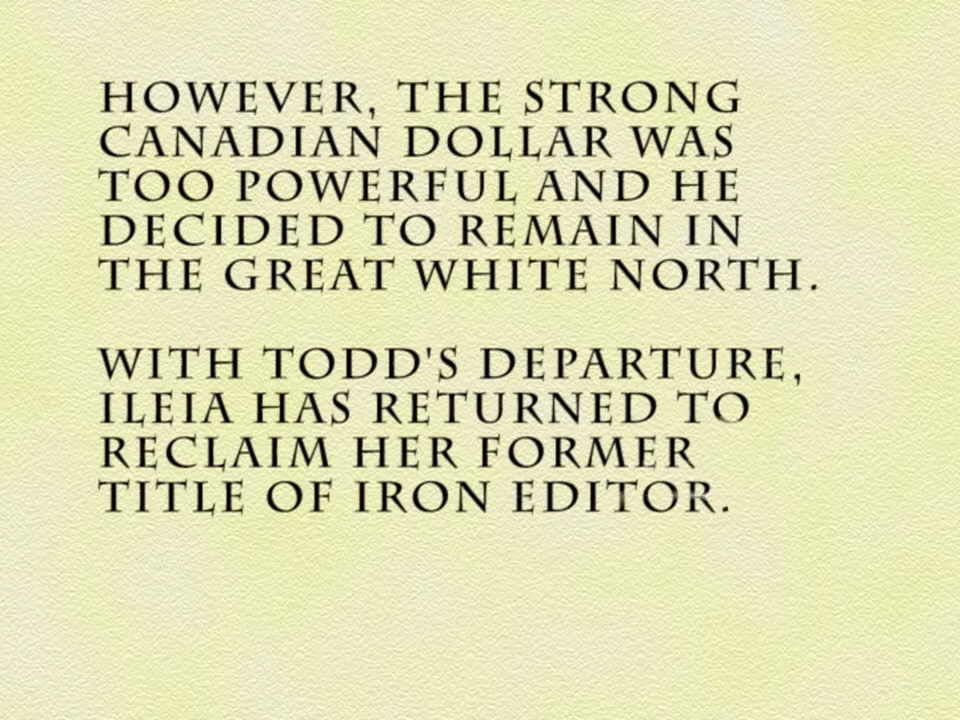 HOWEVER, THE STRONG
CANADIAN DOLLAR WAS
TOO POWERFUL AND HE
DECIDED TO REMAIN IN
THE GREAT WHITE NORTH.
WITH TODD'S DEPARTURE,
ILEIA HAS RETURNED TO
RECLAIM HER FORMER
TITLE OF IRON EDITOR.